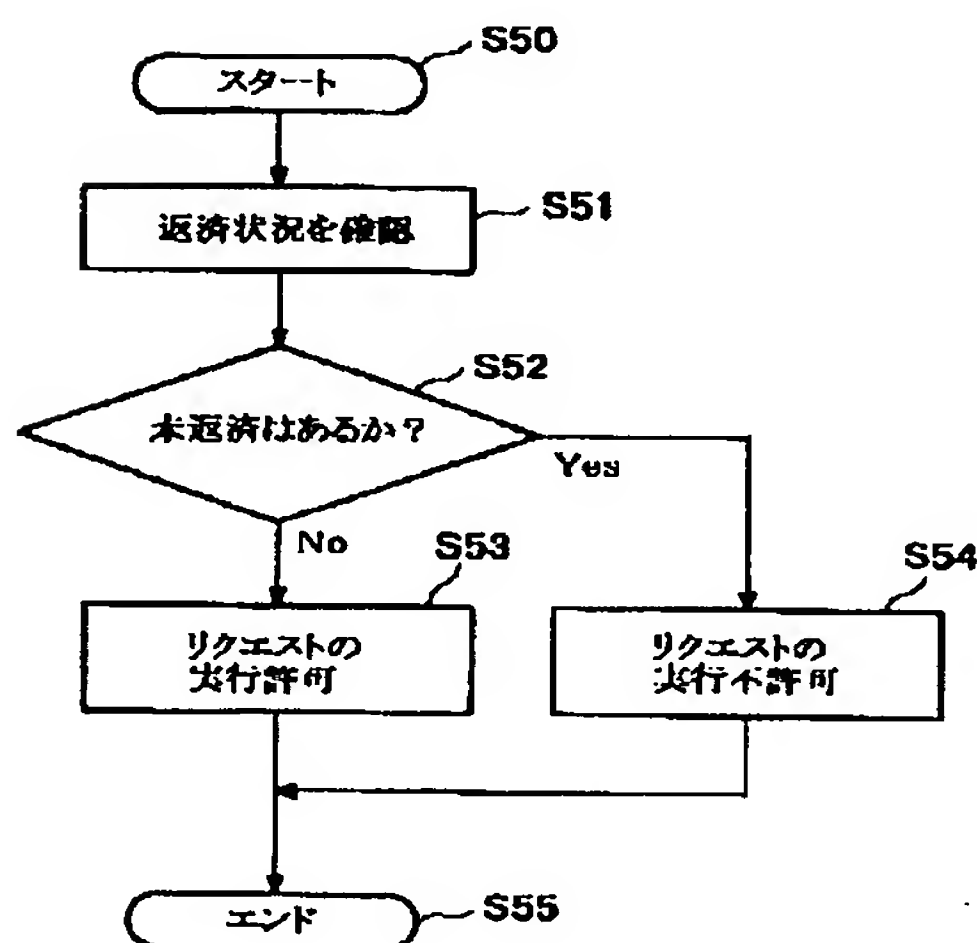 S50
スタート
S51
返済状況を確認
S52
未返済はあるか?
Yes
No
S53
S54
リクエストの
実行許可
リクエストの
実行不許可
エンド
S55